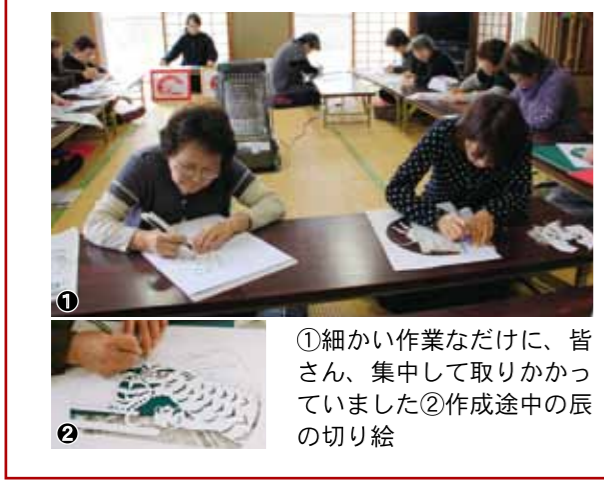 ❶
❷
①細かい作業なだけに、皆
さん、集中して取りかかっ
ていました②作成途中の辰
の切り絵